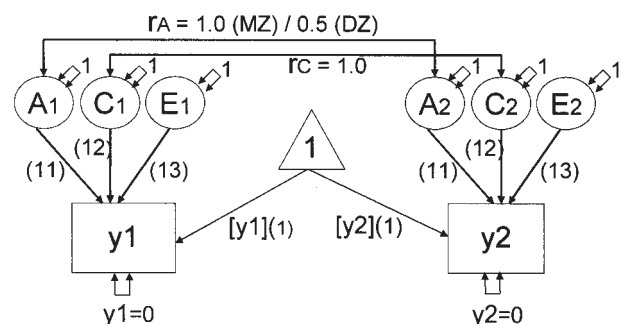 rA = 1.0 (MZ) / 0.5 (DZ)
rC = 1.0
1 1 1 1 1 1
A1 C1 E1 A2 C2 E2
1
(11) (12) (13) (11) (12) (13)
[y1](1) [y2](1)
y1 y2
y1=0 y2=0